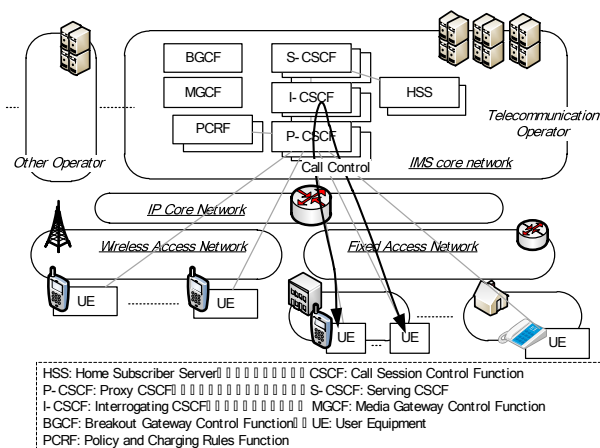 BGCF
S-CSCF
MGCF
I-CSCF
HSS
PCRF
P-CSCF
Telecommunication
Operator
Other Operator
IMS core network
Call Control
IP Core Network
Wireless Access Network
Fixed Access Network
UE
UE
UE
UE
UE
HSS: Home Subscriber Server CSCF: Call Session Control Function
P-CSCF: Proxy CSCF S-CSCF: Serving CSCF
I-CSCF: Interrogating CSCF MGCF: Media Gateway Control Function
BGCF: Breakout Gateway Control Function UE: User Equipment
PCRF: Policy and Charging Rules Function